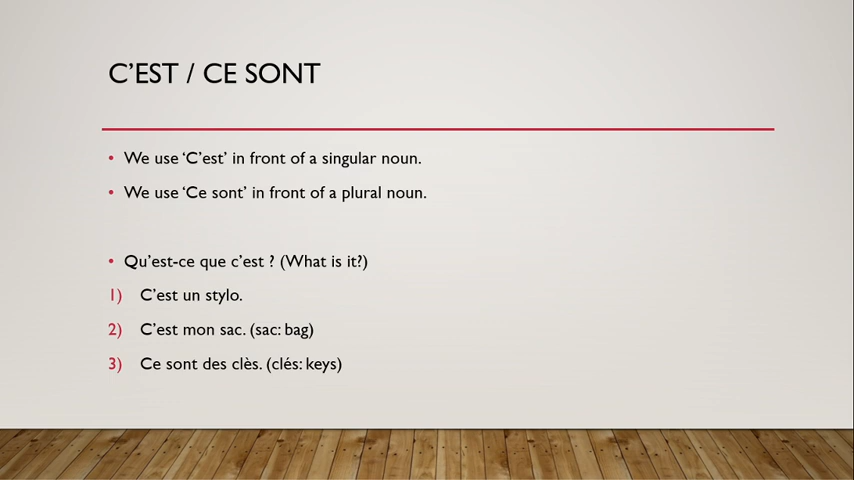 C’EST / CE SONT
• We use ‘C’est’ in front of a singular noun.
• We use ‘Ce sont’ in front of a plural noun.
• Qu’est-ce que c’est ? (What is it?)
1) C’est un stylo.
2) C’est mon sac. (sac: bag)
3) Ce sont des clès. (clés: keys)